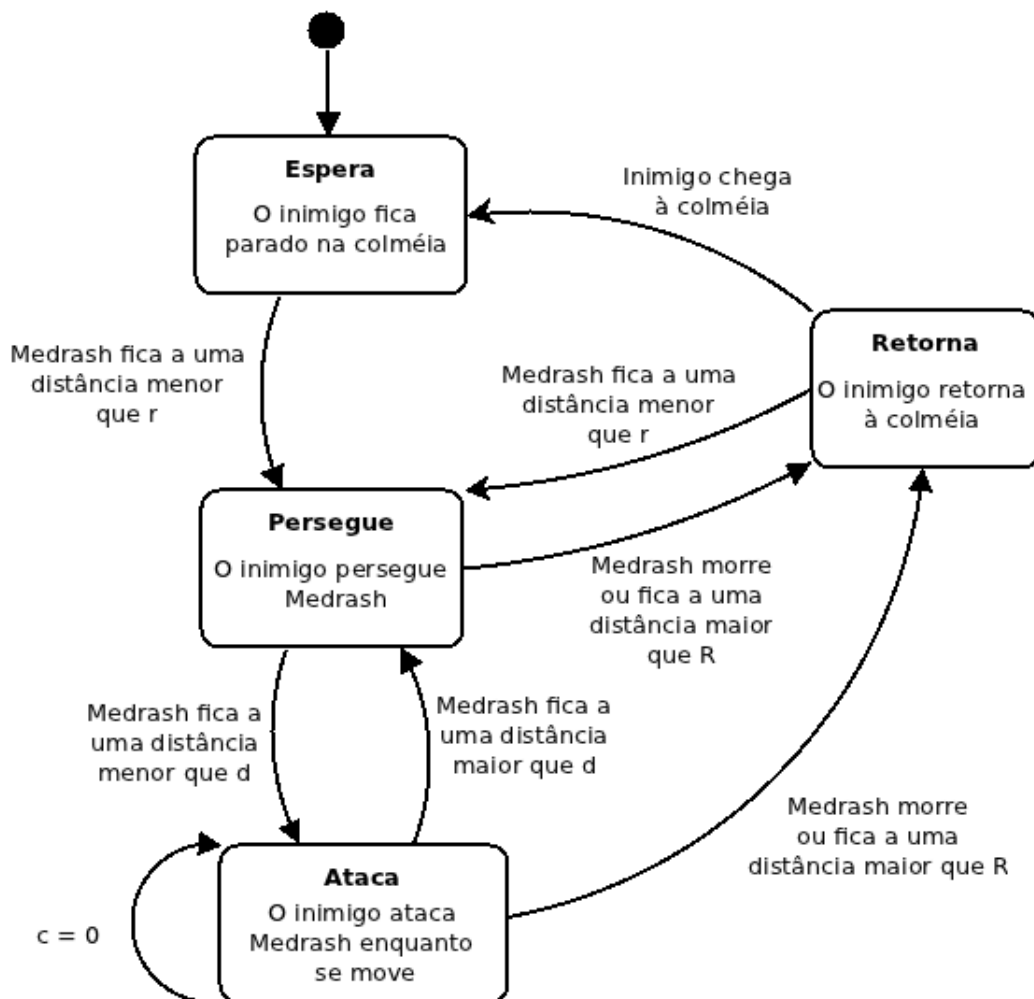 Espera
O inimigo fica
parado na colméia
Inimigo chega
à colméia
Retorna
O inimigo retorna
à colméia
Medrash fica a uma
distância menor
que r
Medrash fica a uma
distância menor
que r
Persegue
O inimigo persegue
Medrash
Medrash morre
ou fica a uma
distância maior
que R
Medrash fica a
uma distância
menor que d
Medrash fica a
uma distância
maior que d
Medrash morre
ou fica a uma
distância maior que R
Ataca
O inimigo ataca
Medrash enquanto
se move
c = 0